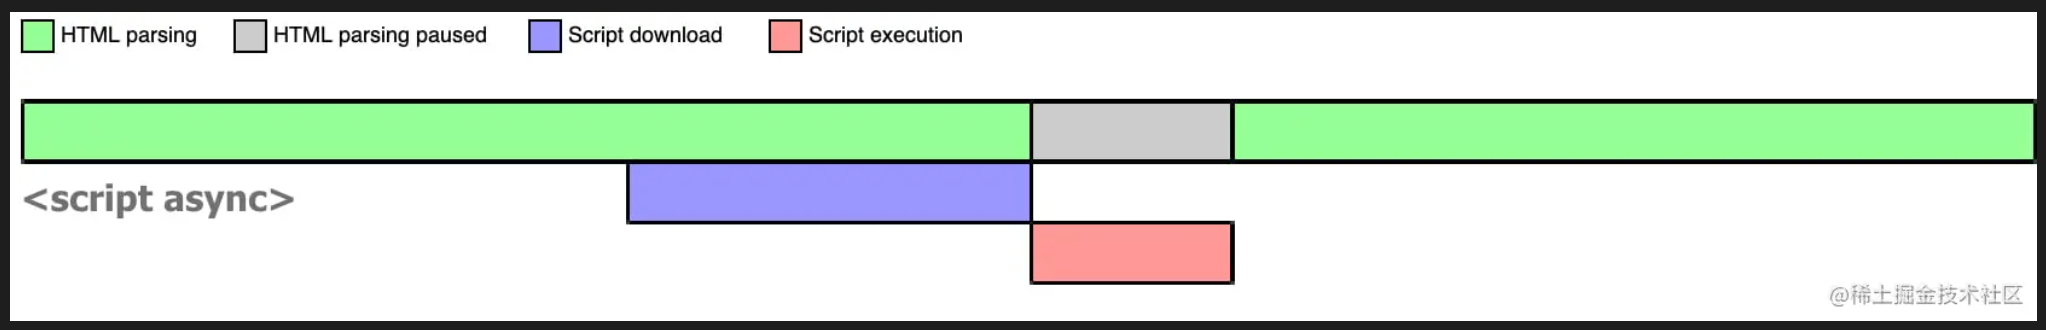 HTML parsing HTML parsing paused Script download Script execution
<script async>
@稀土掘金技术社区